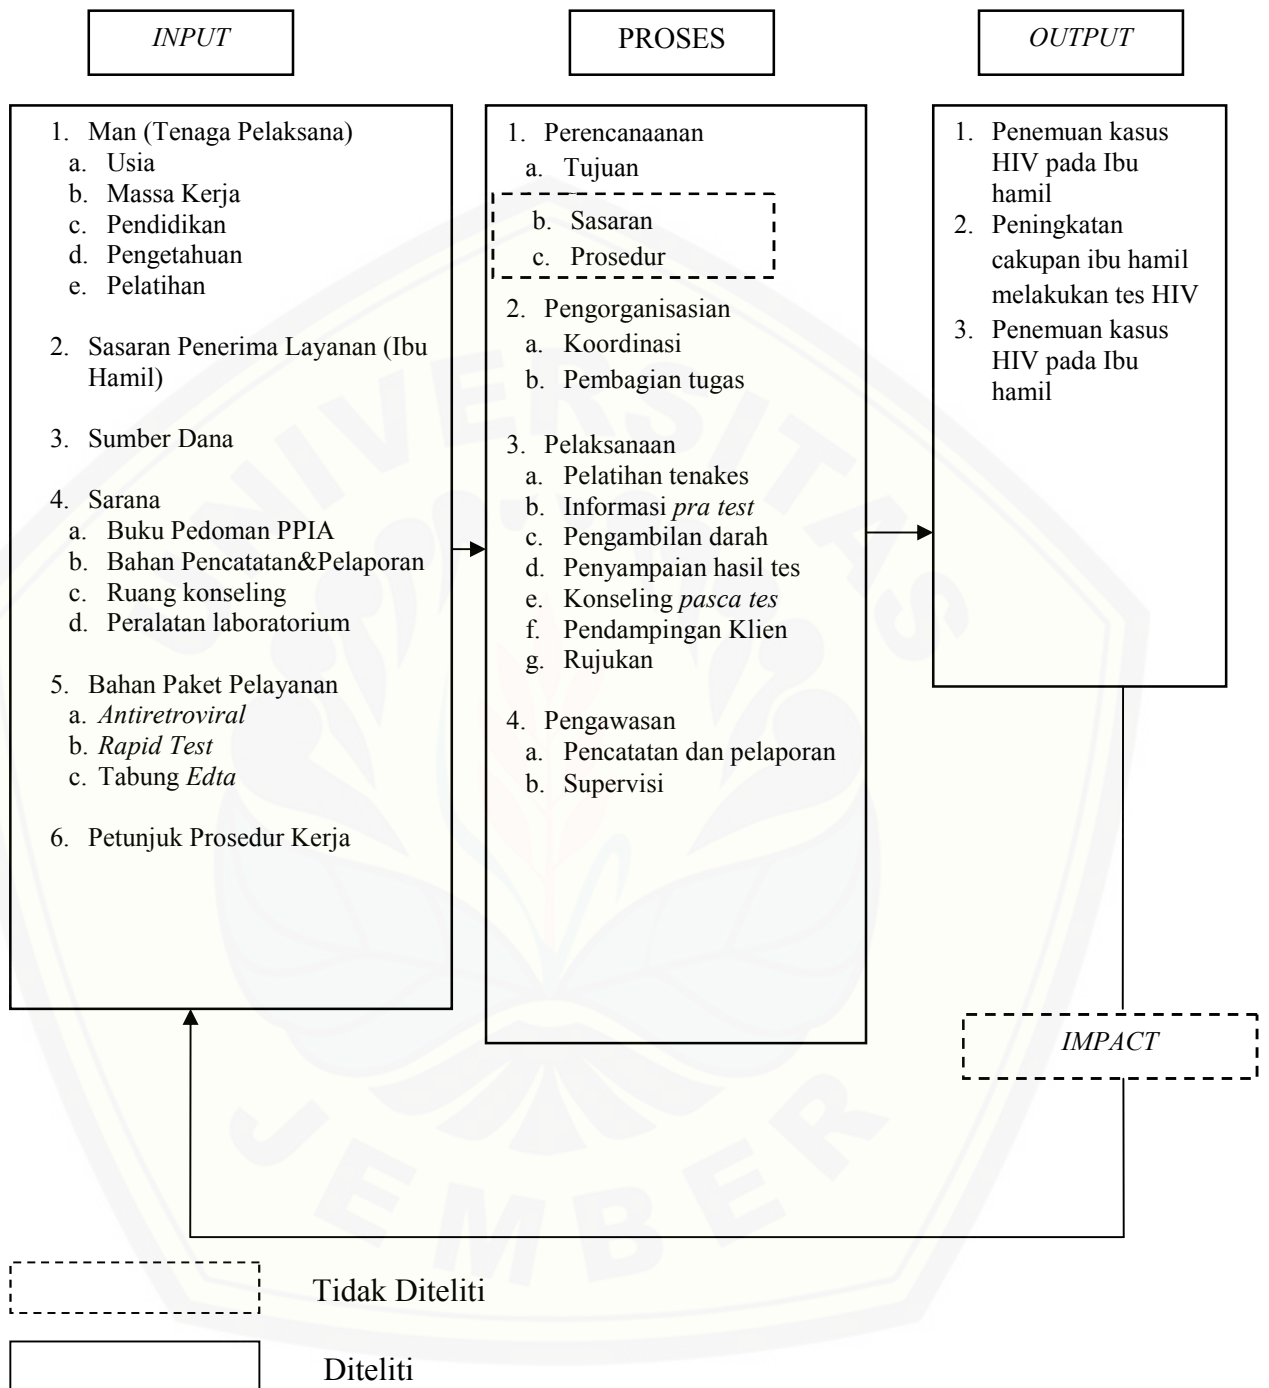 INPUT
PROSES
OUTPUT
1. Man (Tenaga Pelaksana)
a. Usia
b. Massa Kerja
c. Pendidikan
d. Pengetahuan
e. Pelatihan
2. Sasaran Penerima Layanan (Ibu
Hamil)
3. Sumber Dana
4. Sarana
a. Buku Pedoman PPIA
b. Bahan Pencatatan&Pelaporan
c. Ruang konseling
d. Peralatan laboratorium
5. Bahan Paket Pelayanan
a. Antiretroviral
b. Rapid Test
c. Tabung Edta
6. Petunjuk Prosedur Kerja
1. Perencanaanan
a. Tujuan
b. Sasaran
c. Prosedur
2. Pengorganisasian
a. Koordinasi
b. Pembagian tugas
3. Pelaksanaan
a. Pelatihan tenakes
b. Informasi pra test
c. Pengambilan darah
d. Penyampaian hasil tes
e. Konseling pasca tes
f. Pendampingan Klien
g. Rujukan
4. Pengawasan
a. Pencatatan dan pelaporan
b. Supervisi
1. Penemuan kasus
HIV pada Ibu
hamil
2. Peningkatan
cakupan ibu hamil
melakukan tes HIV
3. Penemuan kasus
HIV pada Ibu
hamil
IMPACT
Tidak Diteliti
Diteliti
UNIVERSITAS
JEMBER